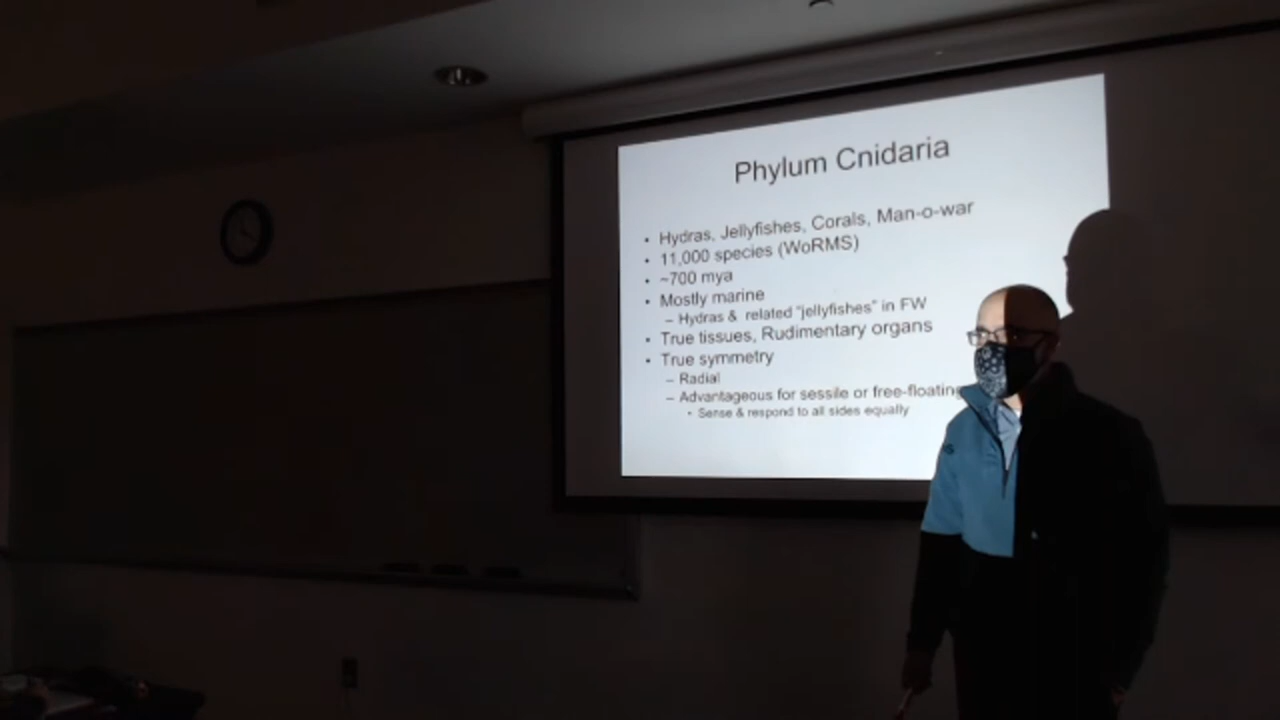 Phylum Cnidaria
• Hydras, Jellyfishes, Corals, Man-o-war
• 11,000 species (WoRMS)
• ~700 mya
• Mostly marine
– Hydras & related "jellyfishes" in FW
• True tissues, Rudimentary organs
• True symmetry
– Radial
– Advantageous for sessile or free-floating
• Sense & respond to all sides equally